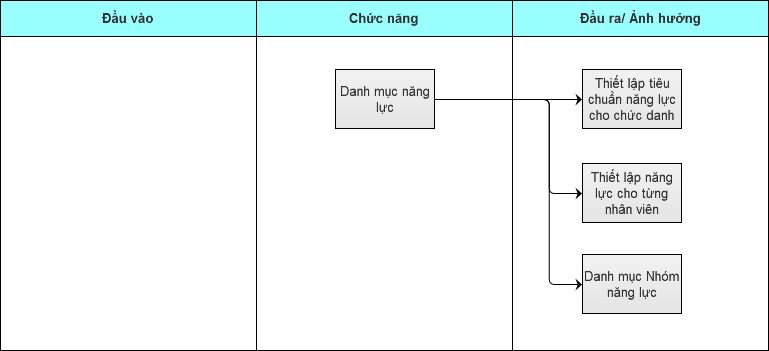 Đầu vào
Chức năng
Đầu ra/ Ảnh hưởng
Danh mục năng
lực
Thiết lập tiêu
chuẩn năng lực
cho chức danh
Thiết lập năng
lực cho từng
nhân viên
Danh mục Nhóm
năng lực